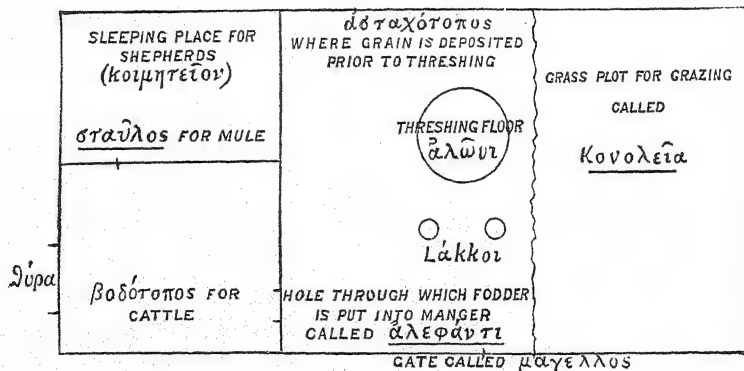 SLEEPING PLACE FOR
SHEPHERDS
(κοιμητεῖον)
σταῦλος FOR MULE
θύρα
βοδότοπος FOR
CATTLE
ἀσταχότοπος
WHERE GRAIN IS DEPOSITED
PRIOR TO THRESHING
THRESHING FLOOR
ἁλῶνι
Lάκκοι
HOLE THROUGH WHICH FODDER
IS PUT INTO MANGER
CALLED ἀλεφάντι
GRASS PLOT FOR GRAZING
CALLED
Κονολεῖα
GATE CALLED μαγελλος